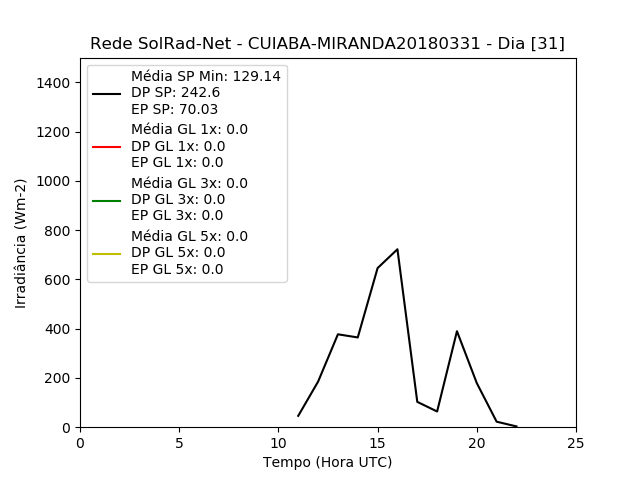 Rede SolRad-Net - CUIABA-MIRANDA20180331 - Dia [31]
Média SP Min: 129.14
DP SP: 242.6
EP SP: 70.03
Média GL 1x: 0.0
DP GL 1x: 0.0
EP GL 1x: 0.0
Média GL 3x: 0.0
DP GL 3x: 0.0
EP GL 3x: 0.0
Média GL 5x: 0.0
DP GL 5x: 0.0
EP GL 5x: 0.0
Irradiância (Wm-2)
1400
1200
1000
800
600
400
200
0
0 5 10 15 20 25
Tempo (Hora UTC)